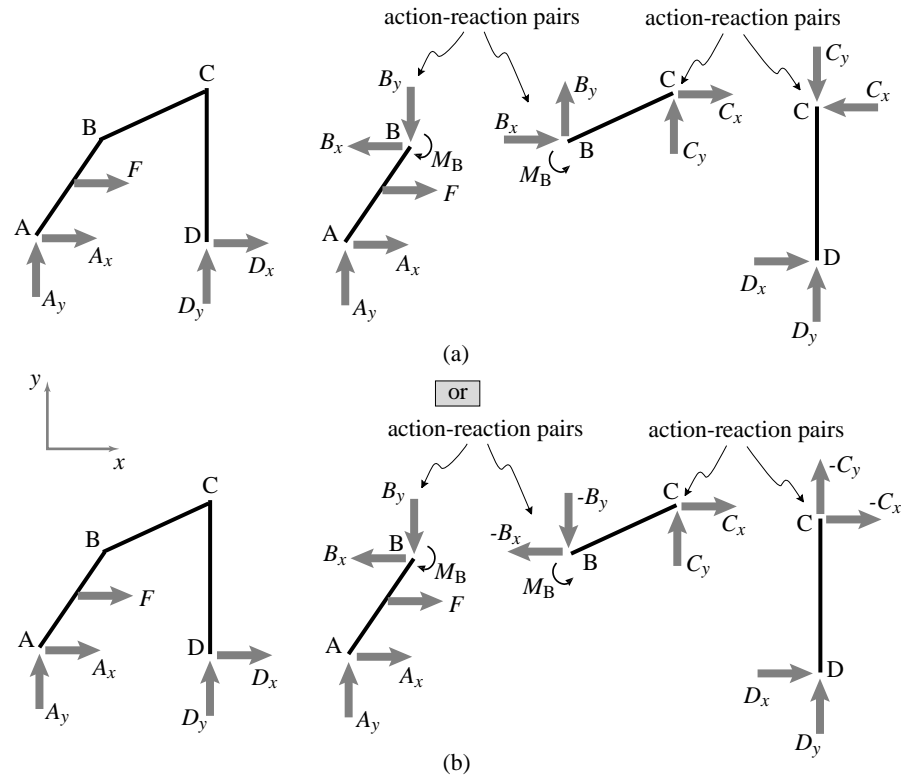 action-reaction pairs
action-reaction pairs
C
B
F
A
A_x
A_y
D
D_x
D_y
B_y
B
B_x
M_B
F
A
A_x
A_y
B_y
B_x
B
M_B
C
C_x
C_y
C_y
C_x
C
D
D_x
D_y
(a)
y
x
or
action-reaction pairs
action-reaction pairs
C
B
F
A
A_x
A_y
D
D_x
D_y
B_y
B
B_x
M_B
F
A
A_x
A_y
-B_y
-B_x
B
M_B
C
C_x
C_y
-C_y
-C_x
C
D
D_x
D_y
(b)